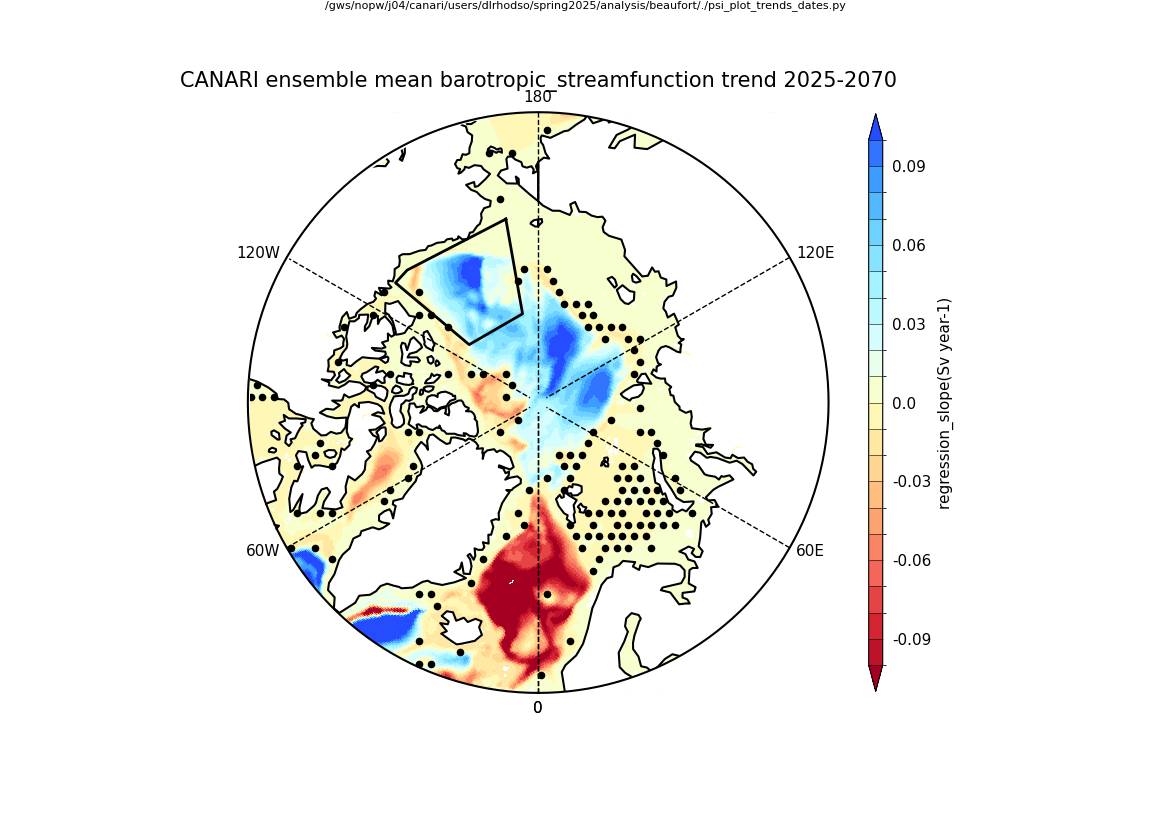 /gws/nopw/j04/canari/users/dlrhodso/spring2025/analysis/beaufort/./psi_plot_trends_dates.py
CANARI ensemble mean barotropic_streamfunction trend 2025-2070
180
120W
120E
60W
60E
0
0.09
0.06
0.03
0.0
-0.03
-0.06
-0.09
regression_slope(Sv year-1)